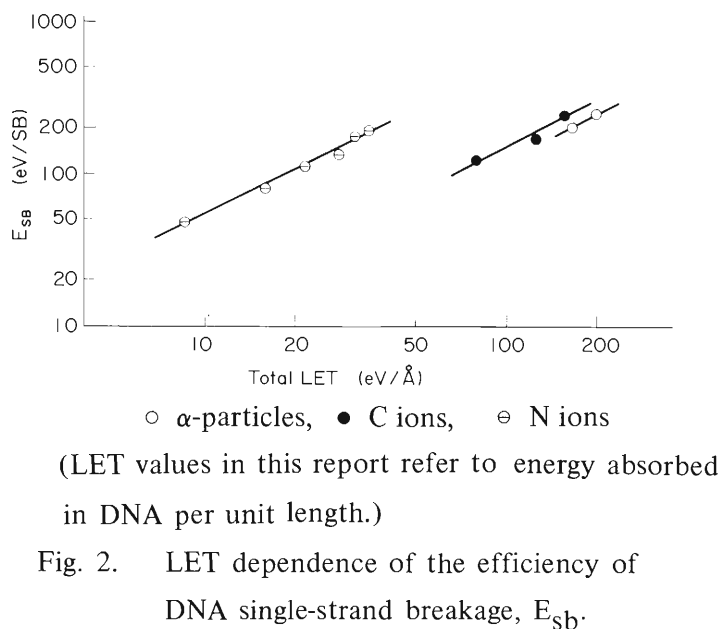 1000
500
200
100
50
20
10
E_SB (eV/SB)
10 20 50 100 200
Total LET (eV/Å)
○ α-particles, ● C ions, ⊖ N ions
(LET values in this report refer to energy absorbed
in DNA per unit length.)
Fig. 2. LET dependence of the efficiency of
DNA single-strand breakage, E_sb.